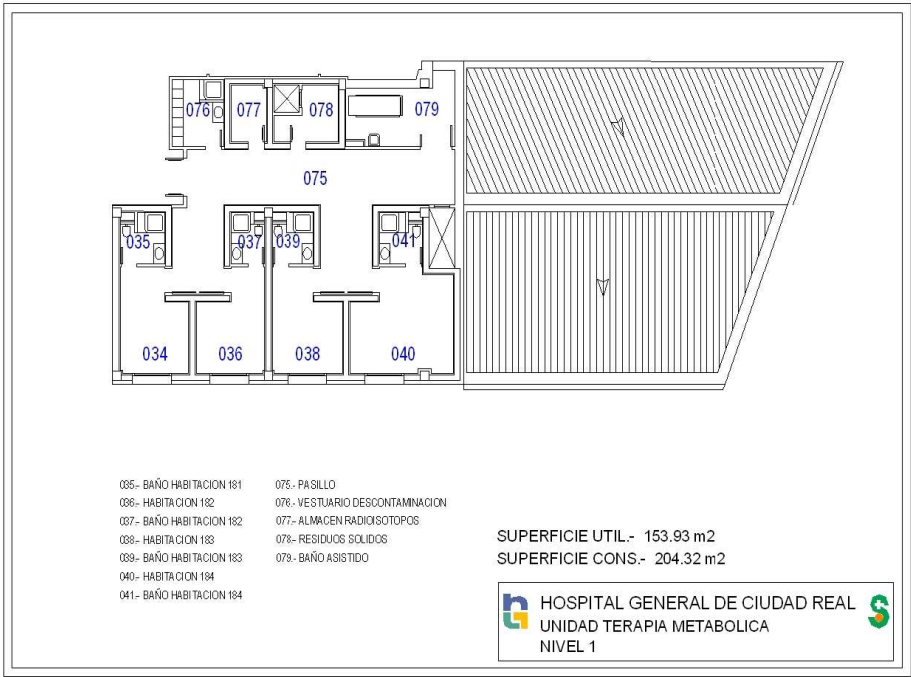 076
077
078
079
075
035
037
039
041
034
036
038
040
035.- BAÑO HABITACION 181
036.- HABITACION 182
037.- BAÑO HABITACION 182
038.- HABITACION 183
039.- BAÑO HABITACION 183
040.- HABITACION 184
041.- BAÑO HABITACION 184
075.- PASILLO
076.- VESTUARIO DESCONTAMINACION
077.- ALMACEN RADIOISOTOPOS
078.- RESIDUOS SOLIDOS
079.- BAÑO ASISTIDO
SUPERFICIE UTIL.- 153.93 m2
SUPERFICIE CONS.- 204.32 m2
HOSPITAL GENERAL DE CIUDAD REAL
UNIDAD TERAPIA METABOLICA
NIVEL 1